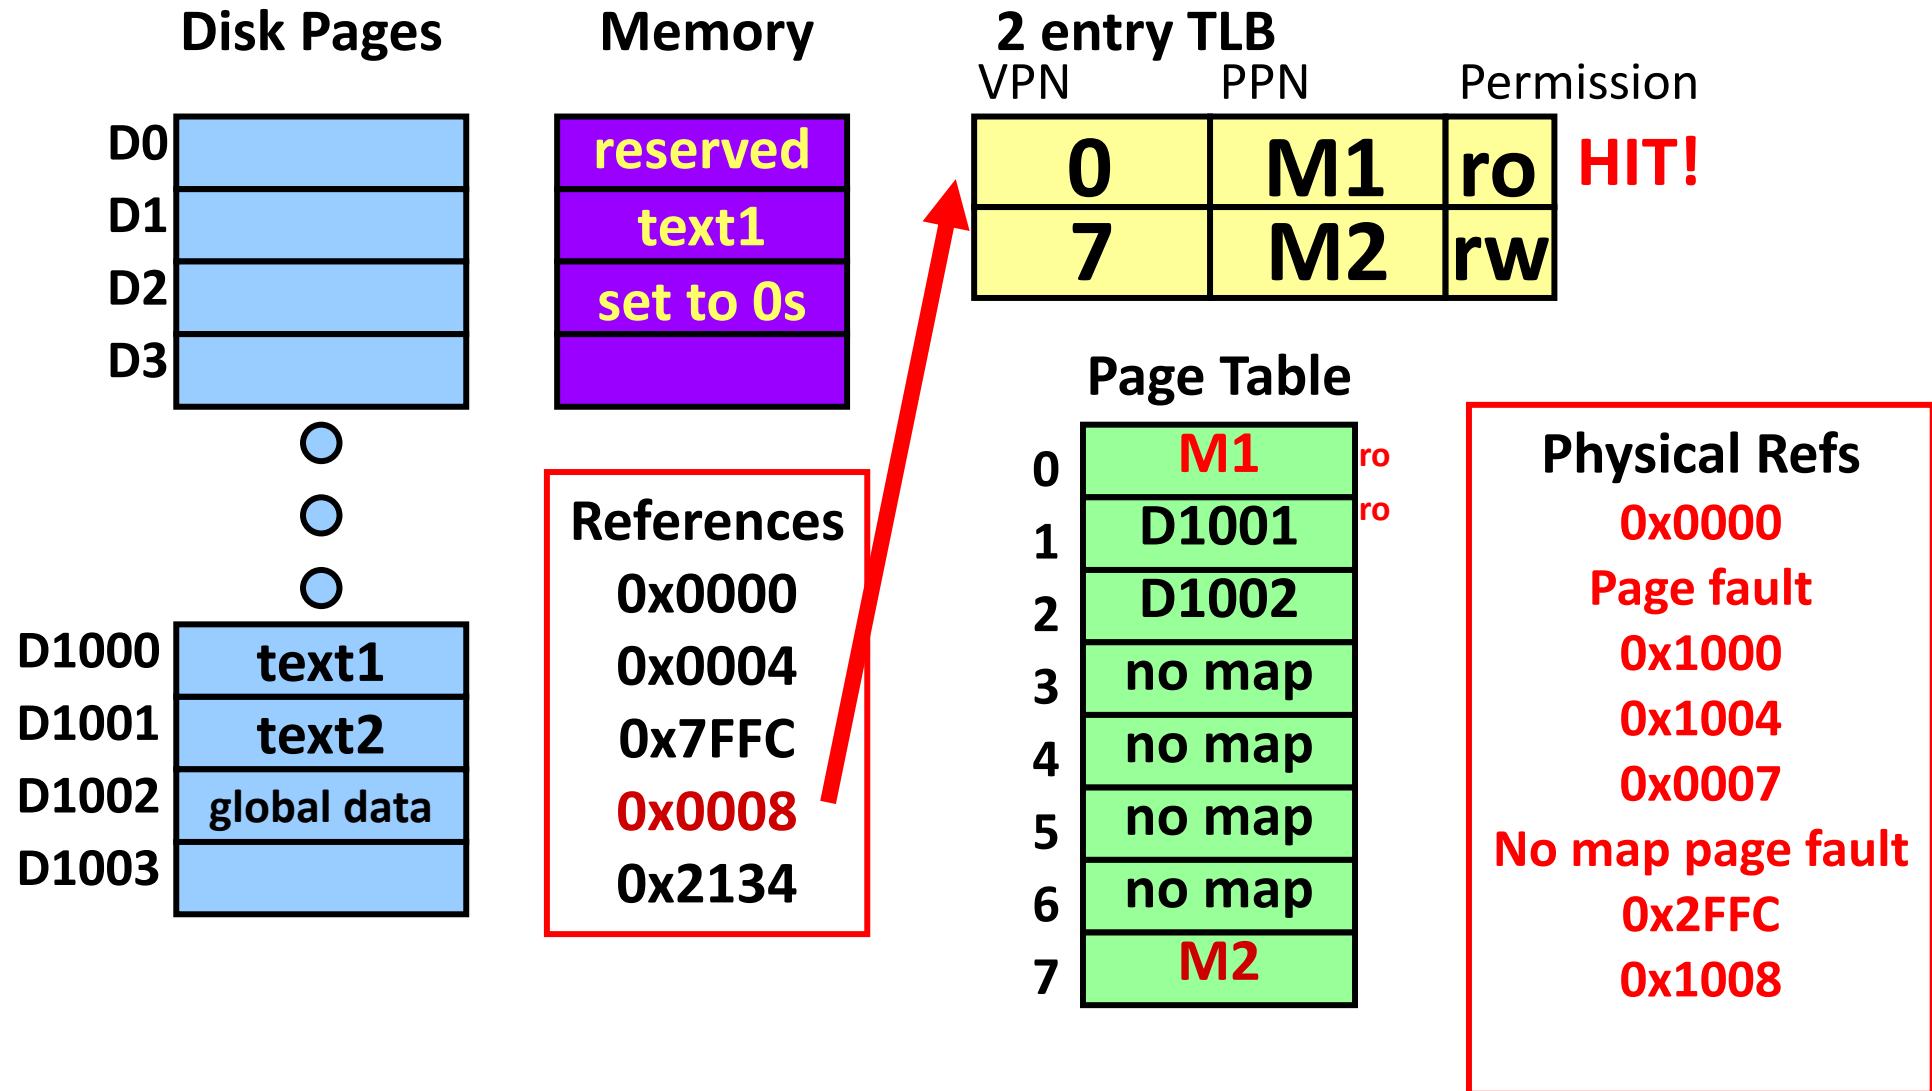 Disk Pages
D0
D1
D2
D3
D1000 text1
D1001 text2
D1002 global data
D1003
Memory
reserved
text1
set to 0s
References
0x0000
0x0004
0x7FFC
0x0008
0x2134
2 entry TLB
VPN PPN Permission
0 M1 ro HIT!
7 M2 rw
Page Table
0 M1 ro
1 D1001 ro
2 D1002
3 no map
4 no map
5 no map
6 no map
7 M2
Physical Refs
0x0000
Page fault
0x1000
0x1004
0x0007
No map page fault
0x2FFC
0x1008